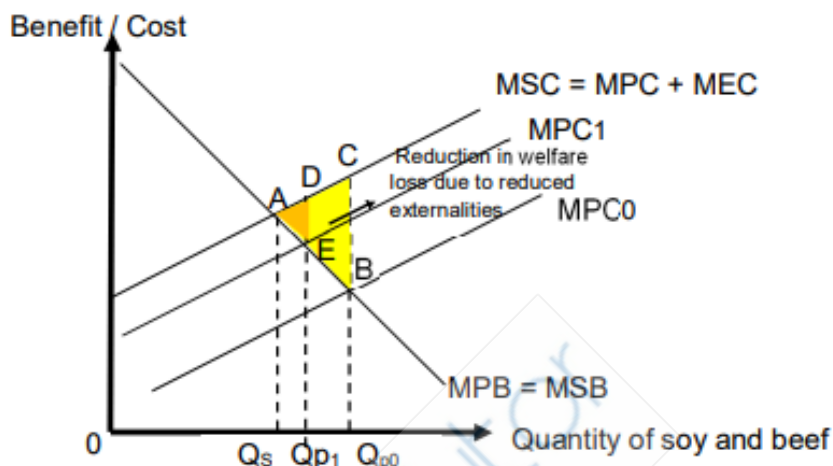 Benefit / Cost
MSC = MPC + MEC
MPC1
C
Reduction in welfare
D
loss due to reduced
A
externalities
MPC0
E
B
MPB = MSB
0
Qs Qp1 Qp0
Quantity of soy and beef